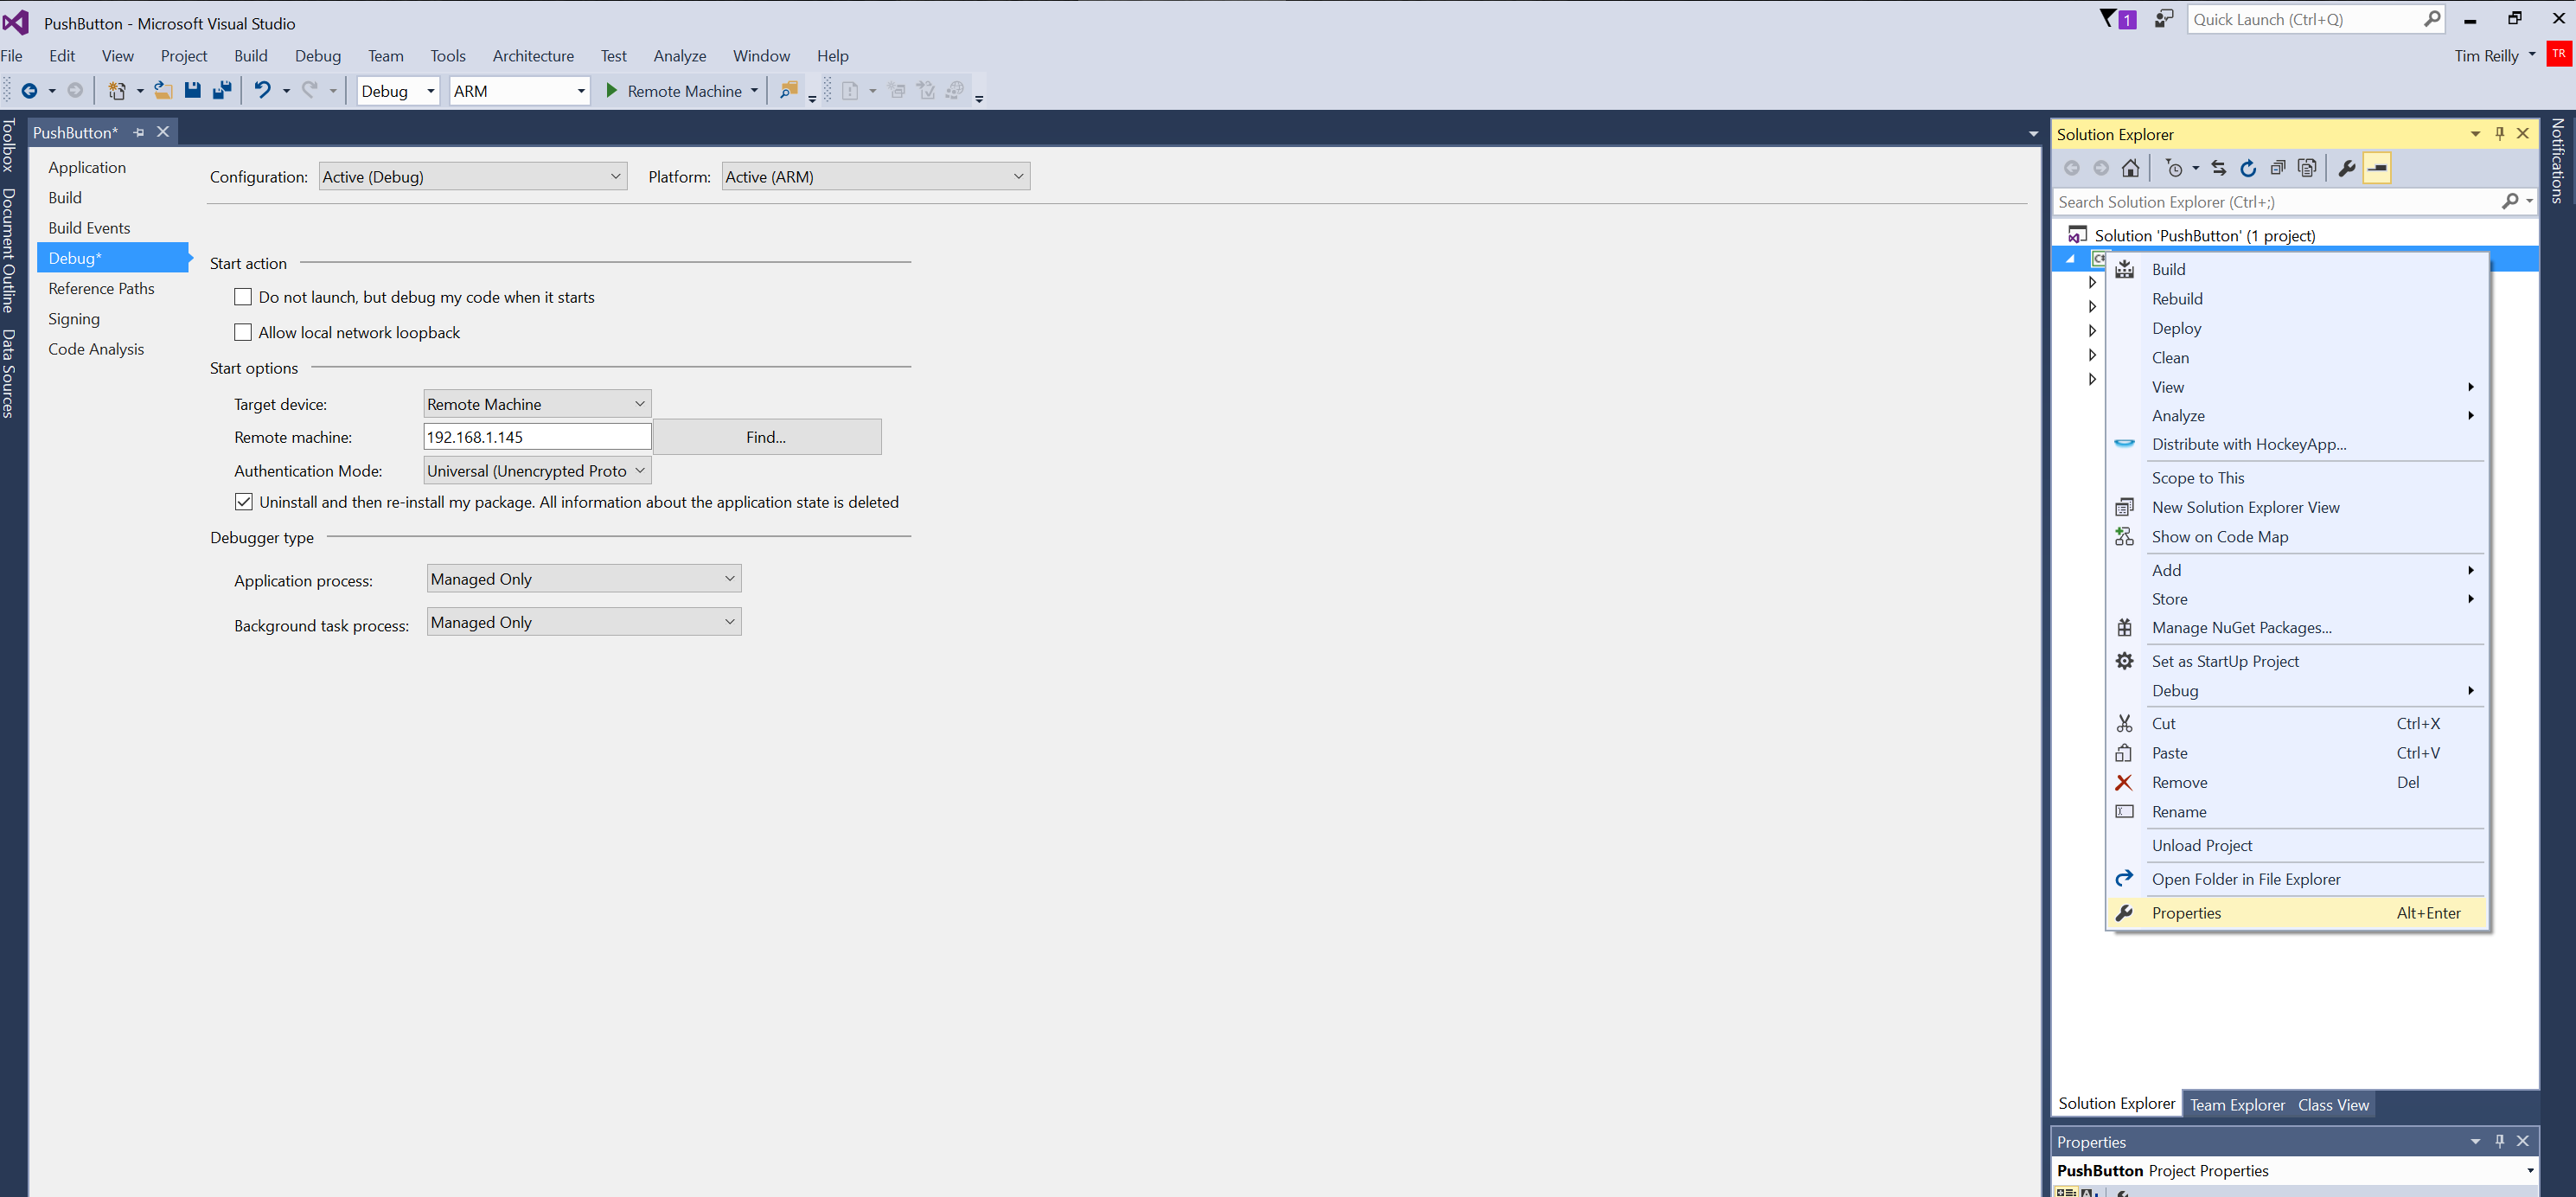 PushButton - Microsoft Visual Studio
1
Quick Launch (Ctrl+Q)
File Edit View Project Build Debug Team Tools Architecture Test Analyze Window Help
Tim Reilly
TR
Debug
ARM
Remote Machine
Toolbox
Document Outline
Data Sources
PushButton*
Application
Build
Build Events
Debug*
Reference Paths
Signing
Code Analysis
Configuration: Active (Debug)
Platform: Active (ARM)
Start action
Do not launch, but debug my code when it starts
Allow local network loopback
Start options
Target device: Remote Machine
Remote machine: 192.168.1.145 Find...
Authentication Mode: Universal (Unencrypted Proto
Uninstall and then re-install my package. All information about the application state is deleted
Debugger type
Application process: Managed Only
Background task process: Managed Only
Solution Explorer
Search Solution Explorer (Ctrl+;)
Solution 'PushButton' (1 project)
C#
Build
Rebuild
Deploy
Clean
View
Analyze
Distribute with HockeyApp...
Scope to This
New Solution Explorer View
Show on Code Map
Add
Store
Manage NuGet Packages...
Set as StartUp Project
Debug
Cut Ctrl+X
Paste Ctrl+V
Remove Del
Rename
Unload Project
Open Folder in File Explorer
Properties Alt+Enter
Solution Explorer Team Explorer Class View
Properties
PushButton Project Properties
Notifications